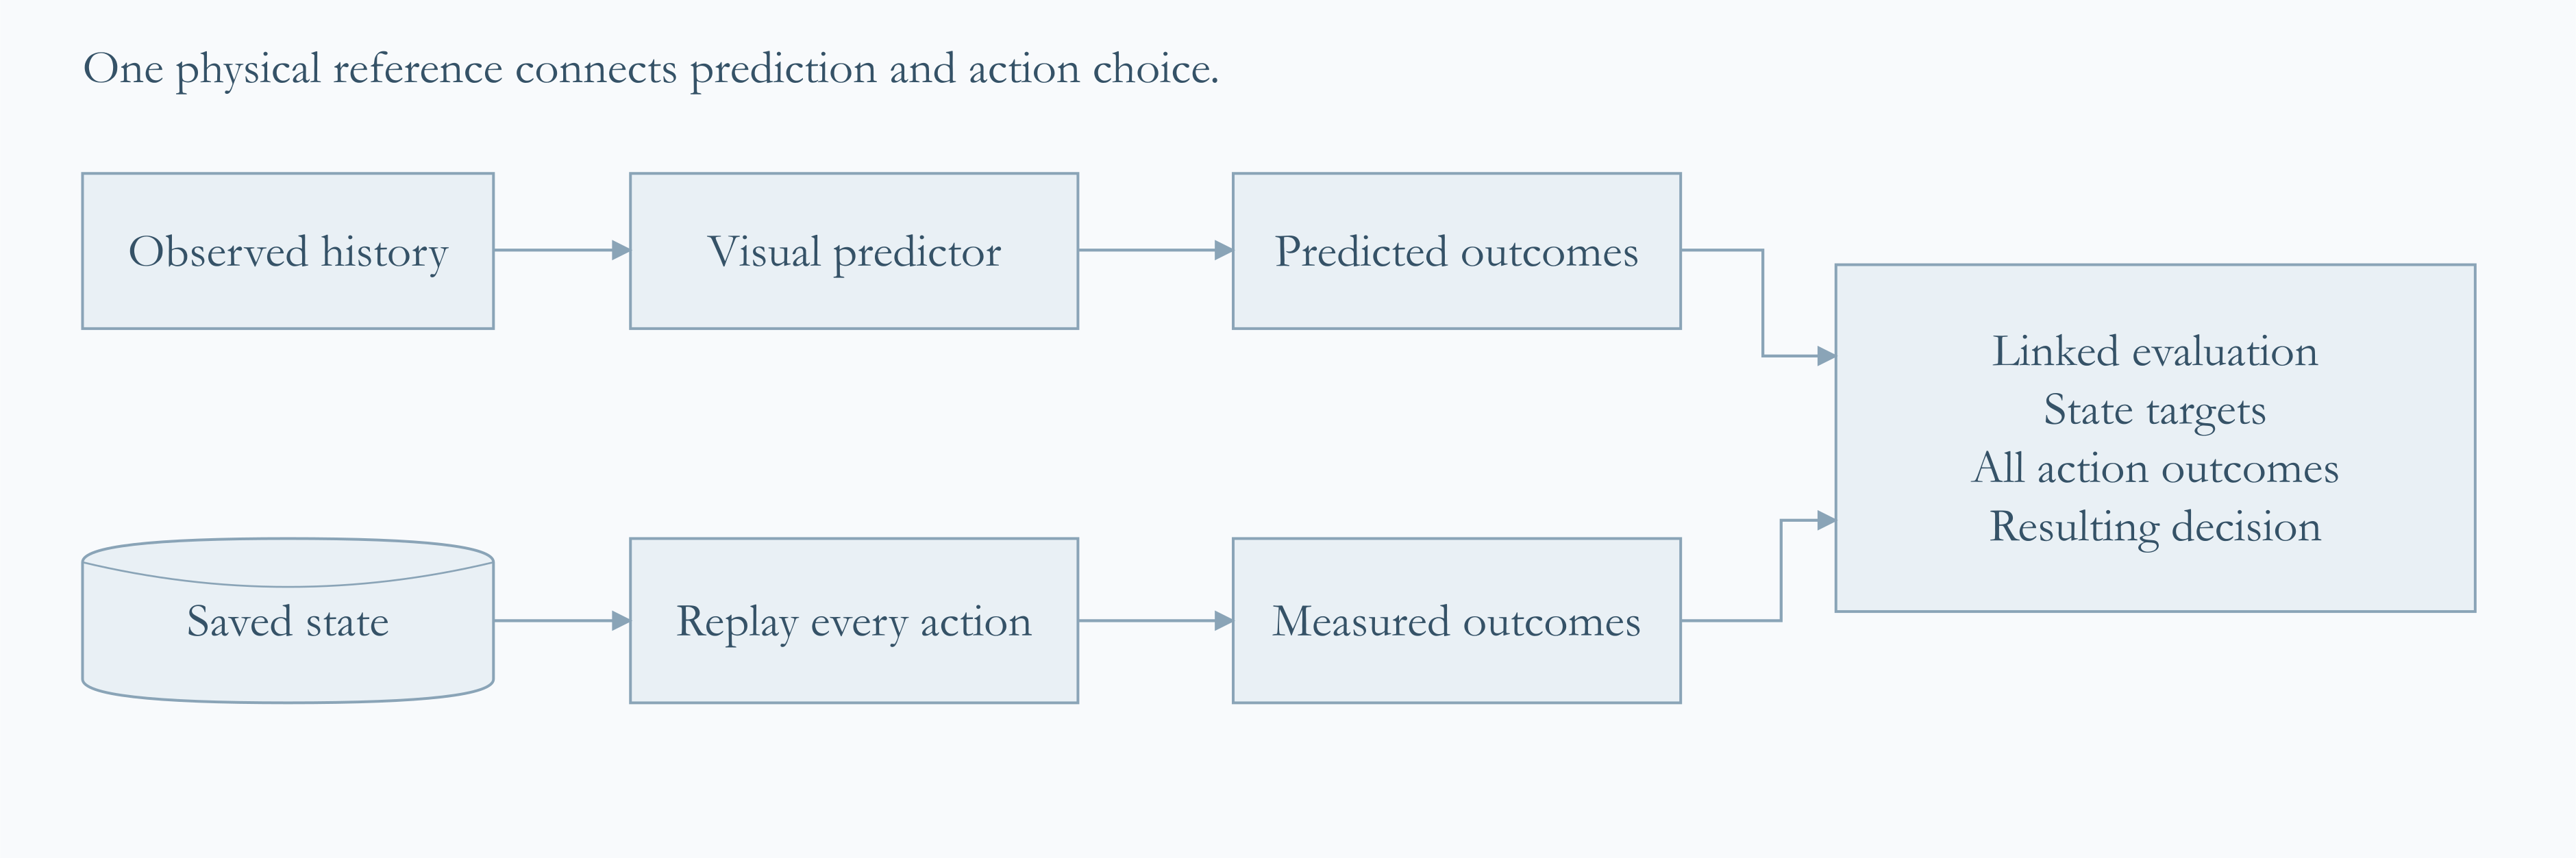 One physical reference connects prediction and action choice.
Observed history
Visual predictor
Predicted outcomes
Linked evaluation
State targets
All action outcomes
Resulting decision
Saved state
Replay every action
Measured outcomes